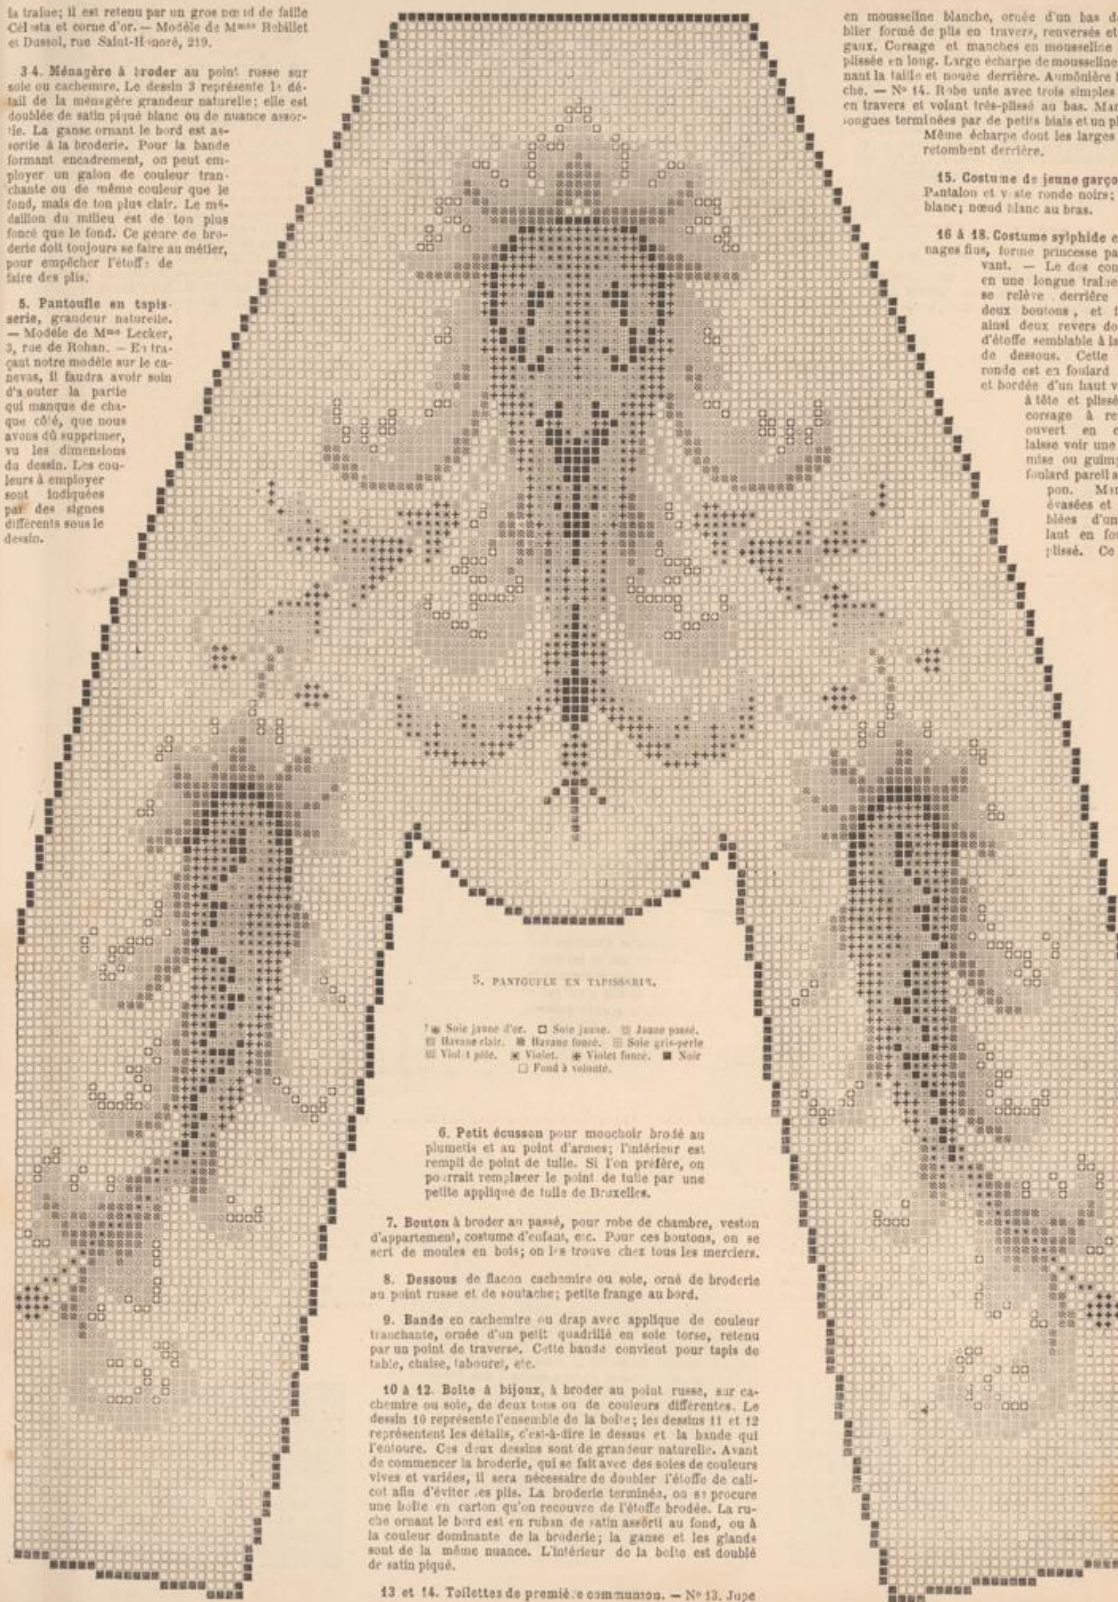 la traîne; il est retenu par un gros nœud de faille
et corne d'or. — Modèle de Mmes Robillet
et Dussol, rue Saint-Honoré, 219.
3 4. Ménagère à broder au point russe sur
soie ou cachemire. Le dessin 3 représente le dé-
tail de la ménagère grandeur naturelle; elle est
doublée de satin piqué blanc ou de nuance assor-
tie. La ganse ornant le bord est as-
sortie à la broderie. Pour la bande
formant encadrement, on peut em-
ployer un galon de couleur tran-
chante ou de même couleur que le
fond, mais de ton plus clair. Le mé-
daillon du milieu est de ton plus
foncé que le fond. Ce genre de bro-
derie doit toujours se faire au métier,
pour empêcher l'étoffe de
faire des plis.
5. Pantoufle en tapis-
serie, grandeur naturelle.
— Modèle de Mme Lecker,
3, rue de Rohan. — En tra-
çant notre modèle sur le ca-
nevas, il faudra avoir soin
d'ajouter la partie
qui manque de cha-
que côté, que nous
avons dû supprimer,
vu les dimensions
du dessin. Les cou-
leurs à employer
sont indiquées
par des signes
différents sous le
dessin.
5. PANTOUFLE EN TAPISSERIE.
Soie jaune d'or. Soie jaune. Jaune passé.
Havane clair. Havane foncé. Soie gris-perle
Violet pâle. Violet. Violet foncé. Noir
Fond à volonté.
6. Petit écusson pour mouchoir brodé au
plumetis et au point d'armes; l'intérieur est
rempli de point de tulle. Si l'on préfère, on
pourrait remplacer le point de tulle par une
petite applique de tulle de Bruxelles.
7. Bouton à broder au passé, pour robe de chambre, veston
d'appartement, costume d'enfant, etc. Pour ces boutons, on se
sert de moules en bois; on les trouve chez tous les merciers.
8. Dessous de flacon cachemire ou soie, orné de broderie
au point russe et de soutache; petite frange au bord.
9. Bande en cachemire ou drap avec applique de couleur
tranchante, ornée d'un petit quadrillé en soie torse, retenu
par un point de traverse. Cette bande convient pour tapis de
table, chaise, tabouret, etc.
10 à 12. Boîte à bijoux, à broder au point russe, sur ca-
chemire ou soie, de deux tons ou de couleurs différentes. Le
dessin 10 représente l'ensemble de la boîte; les dessins 11 et 12
représentent les détails, c'est-à-dire le dessus et la bande qui
l'entoure. Ces deux dessins sont de grandeur naturelle. Avant
de commencer la broderie, qui se fait avec des soies de couleurs
vives et variées, il sera nécessaire de doubler l'étoffe de cali-
cot afin d'éviter les plis. La broderie terminée, on se procure
une boîte en carton qu'on recouvre de l'étoffe brodée. La ru-
che ornant le bord est en ruban de satin assorti au fond, ou à
la couleur dominante de la broderie; la ganse et les glands
sont de la même nuance. L'intérieur de la boîte est doublé
de satin piqué.
13 et 14. Toilettes de première communion. — No 13. Jupe
en mousseline blanche, ornée d'un bas de
blier formé de plis en travers, renversés et
gaux. Corsage et manches en mousseline
plissée en long. Large écharpe de mousseline
nant la taille et nouée derrière. Aumônière
che. — No 14. Robe unie avec trois simples
en travers et volant très-plissé au bas. Man
longues terminées par de petits biais et un pl
Même écharpe dont les larges
retombent derrière.
15. Costume de jeune garço
Pantalon et veste ronde noirs;
blanc; nœud blanc au bras.
16 à 18. Costume sylphide e
nages fins, forme princesse pa
vant. — Le dos con
en une longue traîne
se relève derrière
deux boutons, et f
ainsi deux revers do
d'étoffe semblable à la
de dessous. Cette
ronde est en foulard
et bordée d'un haut v
à tête et plissé
corsage à re
ouvert en c
laisse voir une
mise ou guim
foulard pareil a
pon. Man
évasées et
blées d'un
lant en fou
plissé. Ce